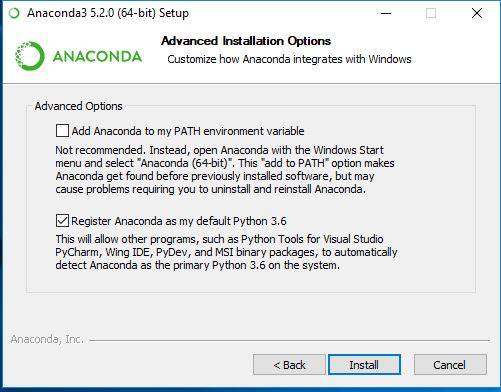 Anaconda3 5.2.0 (64-bit) Setup
ANACONDA
Advanced Installation Options
Customize how Anaconda integrates with Windows
Advanced Options
Add Anaconda to my PATH environment variable
Not recommended. Instead, open Anaconda with the Windows Start
menu and select "Anaconda (64-bit)". This "add to PATH" option makes
Anaconda get found before previously installed software, but may
cause problems requiring you to uninstall and reinstall Anaconda.
Register Anaconda as my default Python 3.6
This will allow other programs, such as Python Tools for Visual Studio
PyCharm, Wing IDE, PyDev, and MSI binary packages, to automatically
detect Anaconda as the primary Python 3.6 on the system.
Anaconda, Inc.
< Back
Install
Cancel